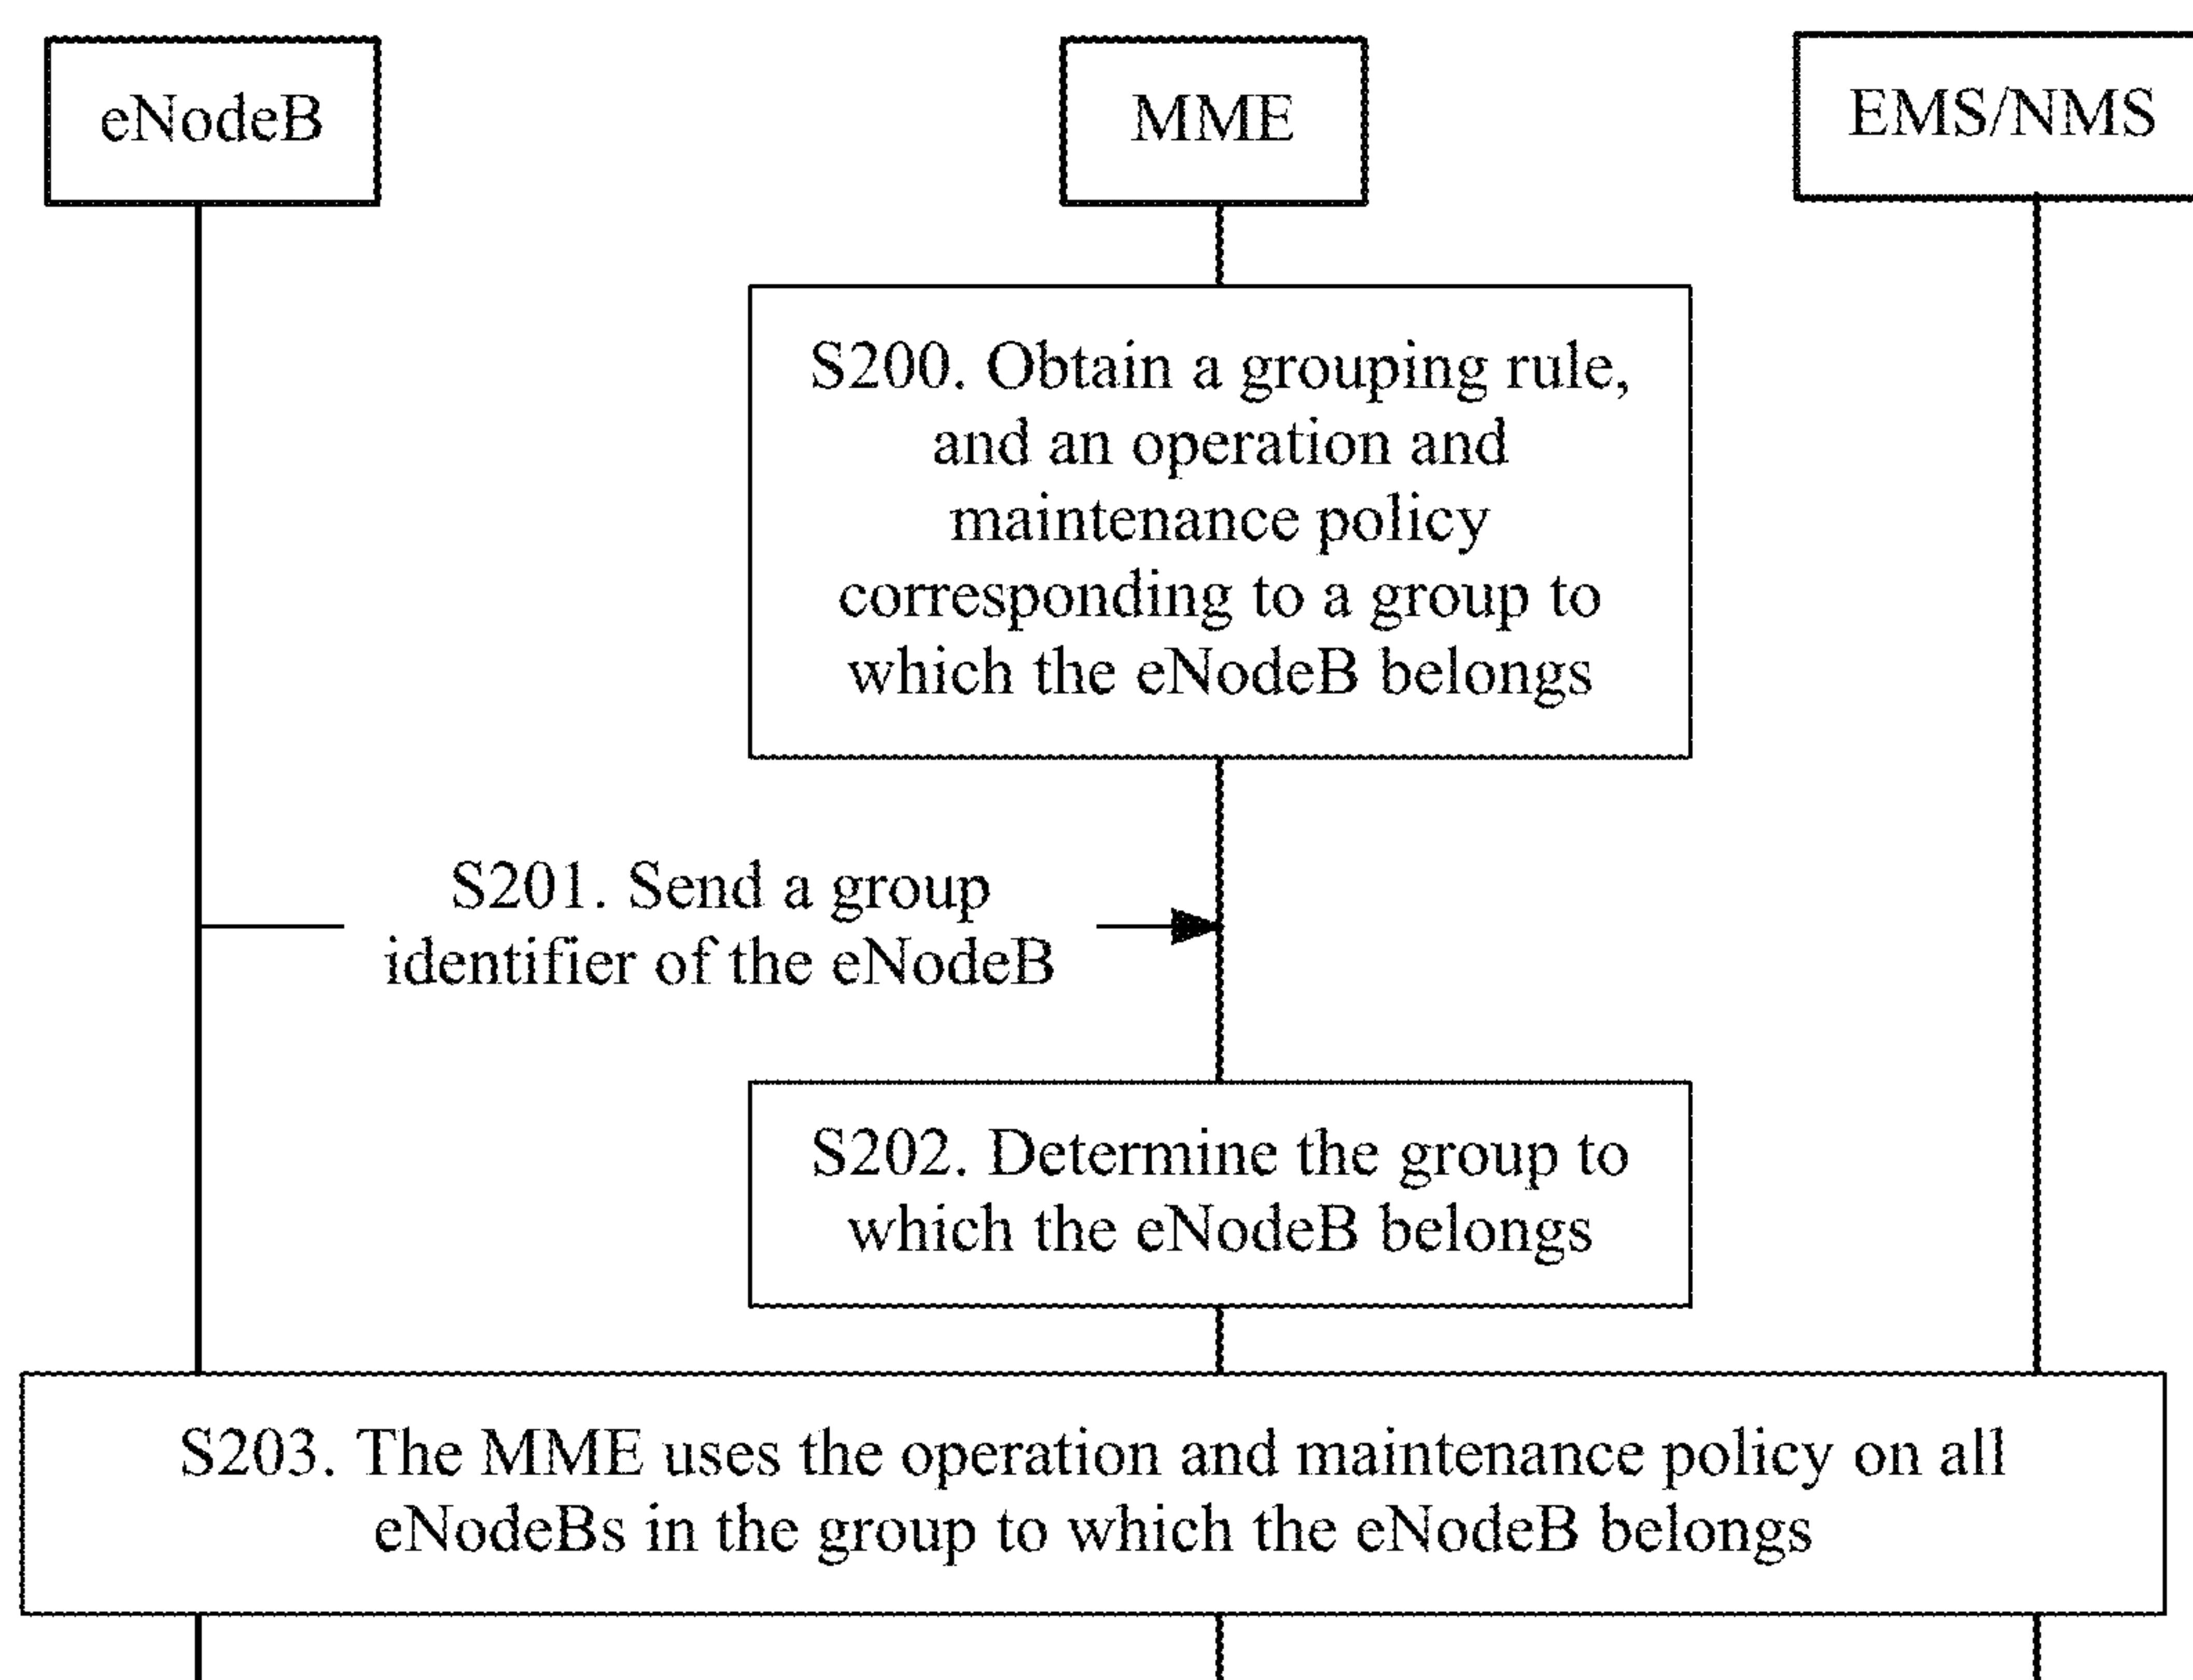 eNodeB
MME
EMS/NMS
S200. Obtain a grouping rule,
and an operation and
maintenance policy
corresponding to a group to
which the eNodeB belongs
S201. Send a group
identifier of the eNodeB
S202. Determine the group to
which the eNodeB belongs
S203. The MME uses the operation and maintenance policy on all
eNodeBs in the group to which the eNodeB belongs